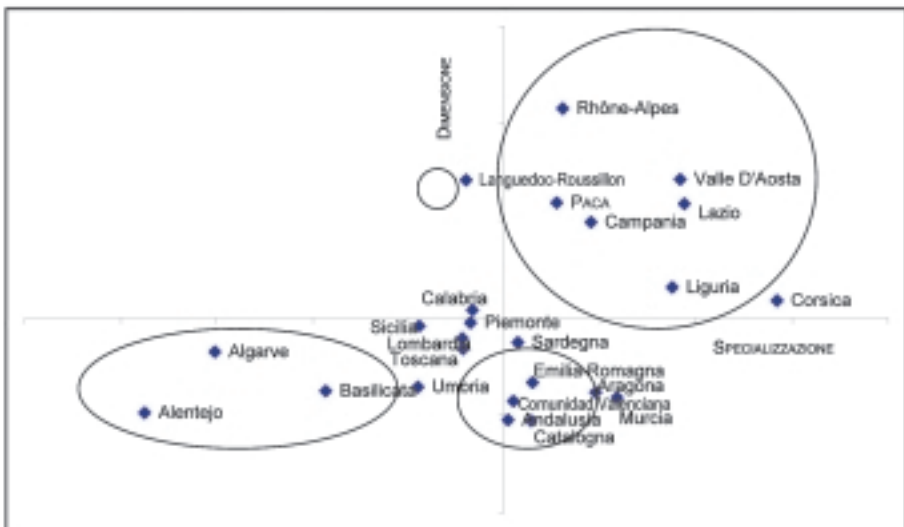 DIMENSIONE
Rhône-Alpes
Languedoc-Roussillon
Valle D'Aosta
PACA
Lazio
Campania
Liguria
Calabria
Corsica
Sicilia
Piemonte
Lombardia
Sardegna
SPECIALIZZAZIONE
Toscana
Algarve
Emilia-Romagna
Basilicata
Umbria
Aragona
Comunidad Valenciana
Alentejo
Andalusia
Murcia
Catalogna